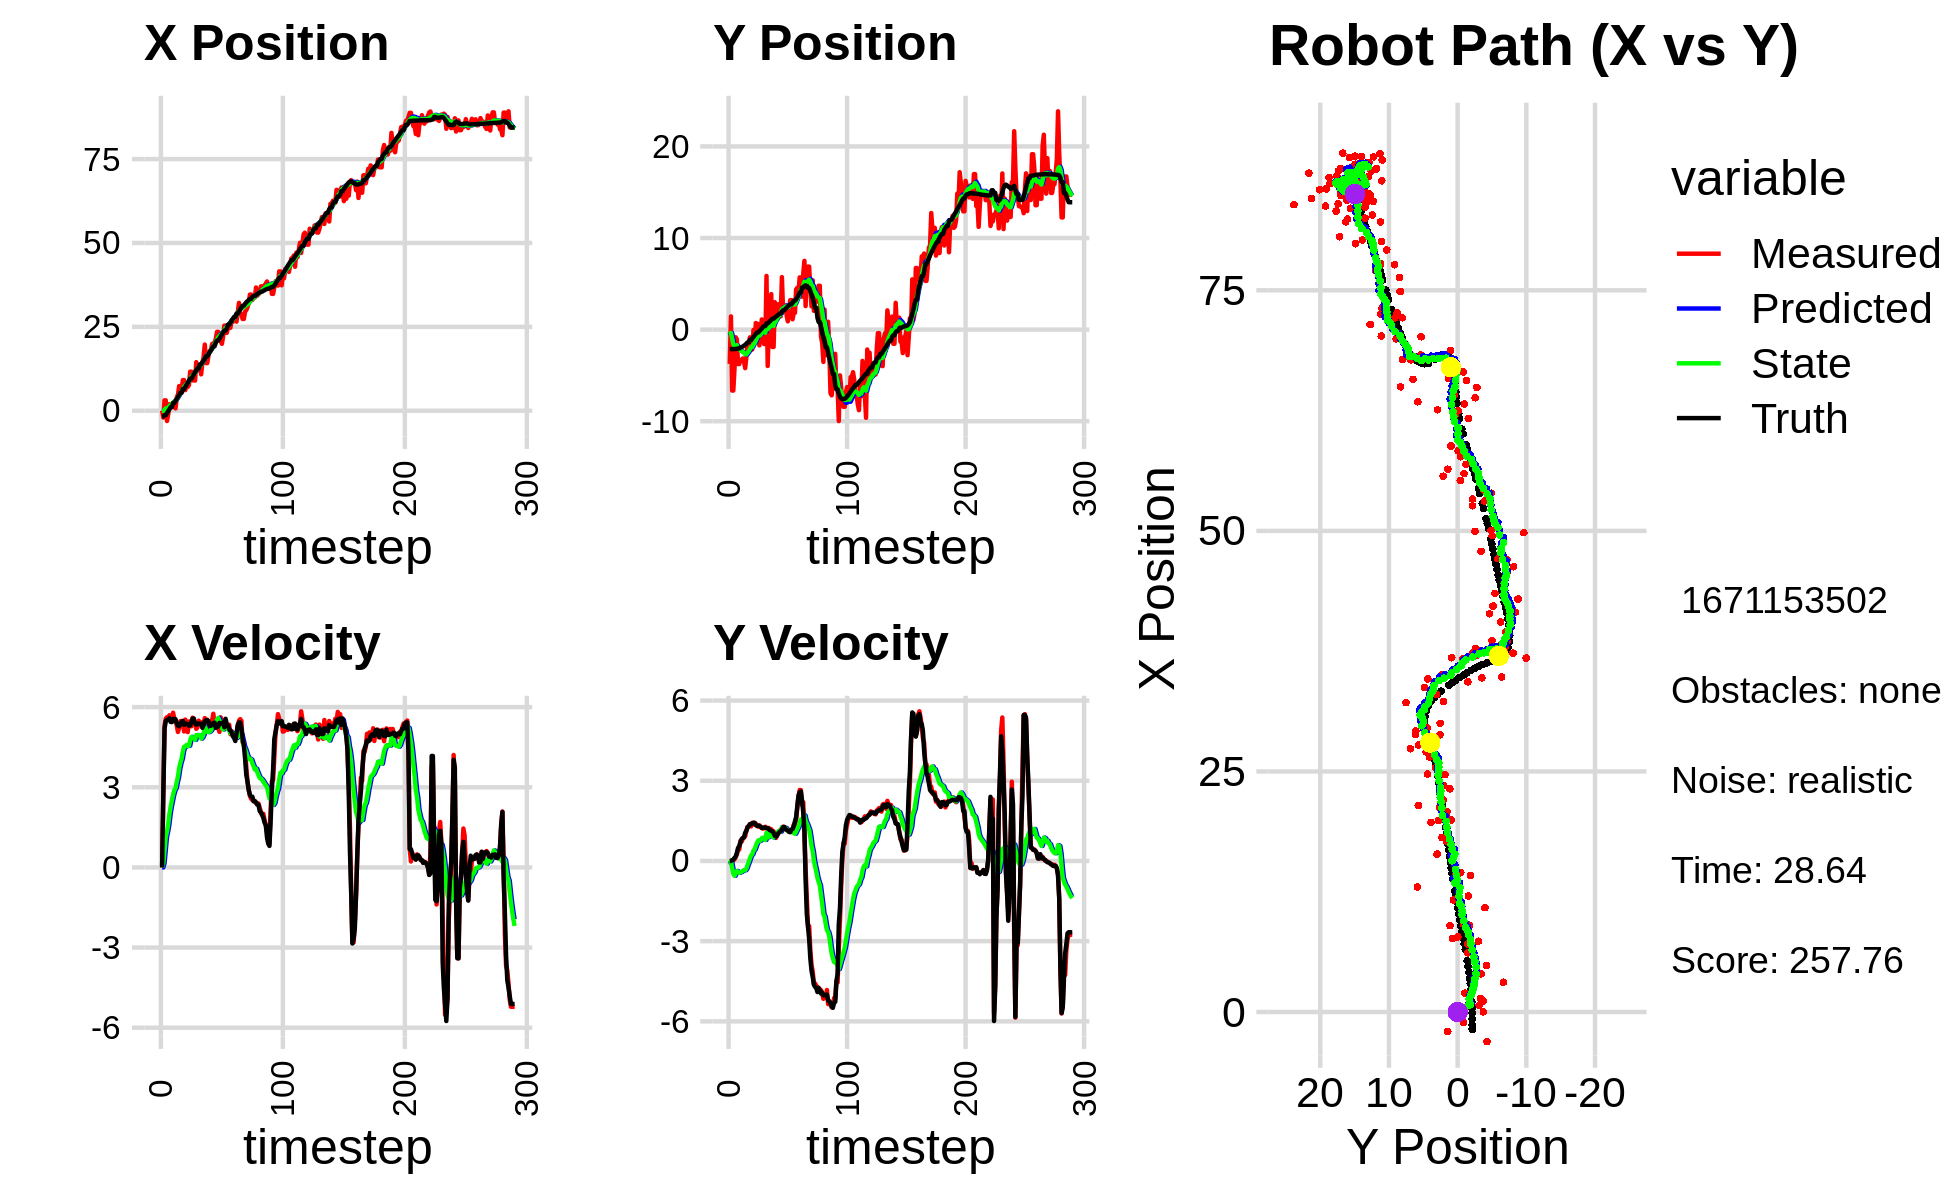 X Position
75
50
25
0
0
100
200
300
timestep
Y Position
20
10
0
-10
0
100
200
300
timestep
X Velocity
6
3
0
-3
-6
0
100
200
300
timestep
Y Velocity
6
3
0
-3
-6
0
100
200
300
timestep
Robot Path (X vs Y)
X Position
75
50
25
0
20 10 0 -10 -20
Y Position
variable
Measured
Predicted
State
Truth
1671153502
Obstacles: none
Noise: realistic
Time: 28.64
Score: 257.76